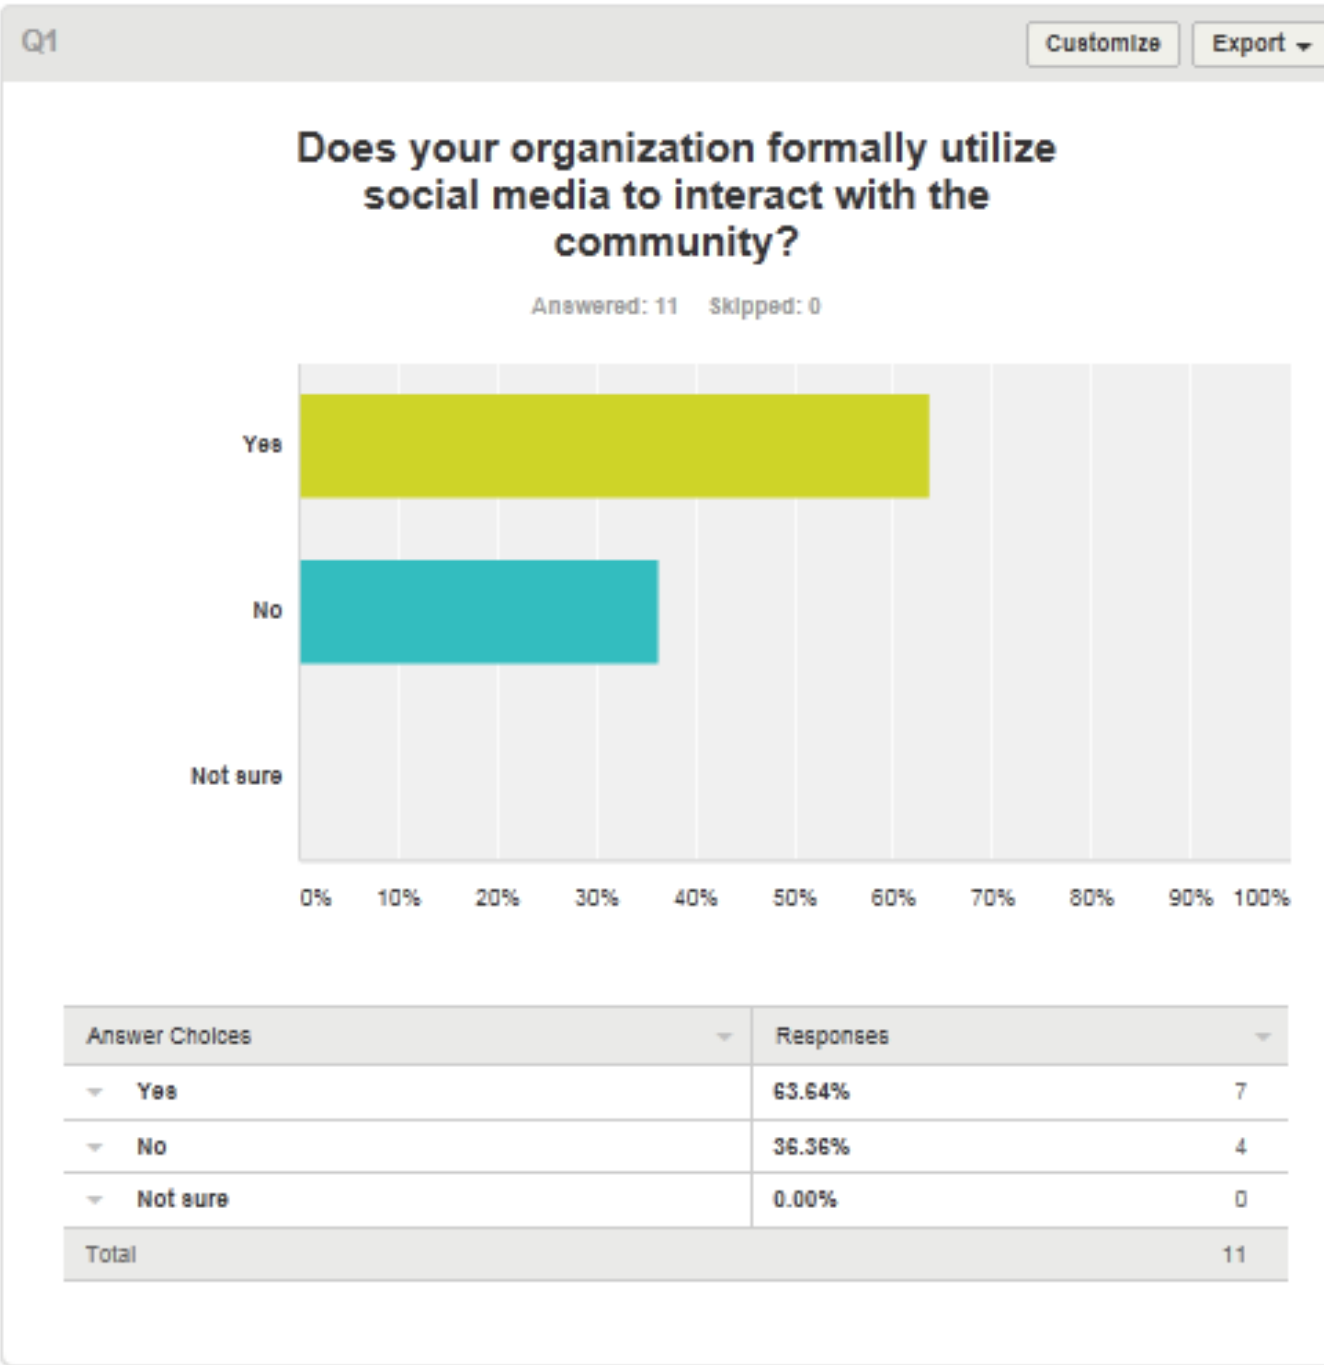 Q1
Customize Export
Does your organization formally utilize
social media to interact with the
community?
Answered: 11 Skipped: 0
Yes
No
Not sure
0% 10% 20% 30% 40% 50% 60% 70% 80% 90% 100%
Answer Choices Responses
Yes 63.64% 7
No 36.36% 4
Not sure 0.00% 0
Total 11